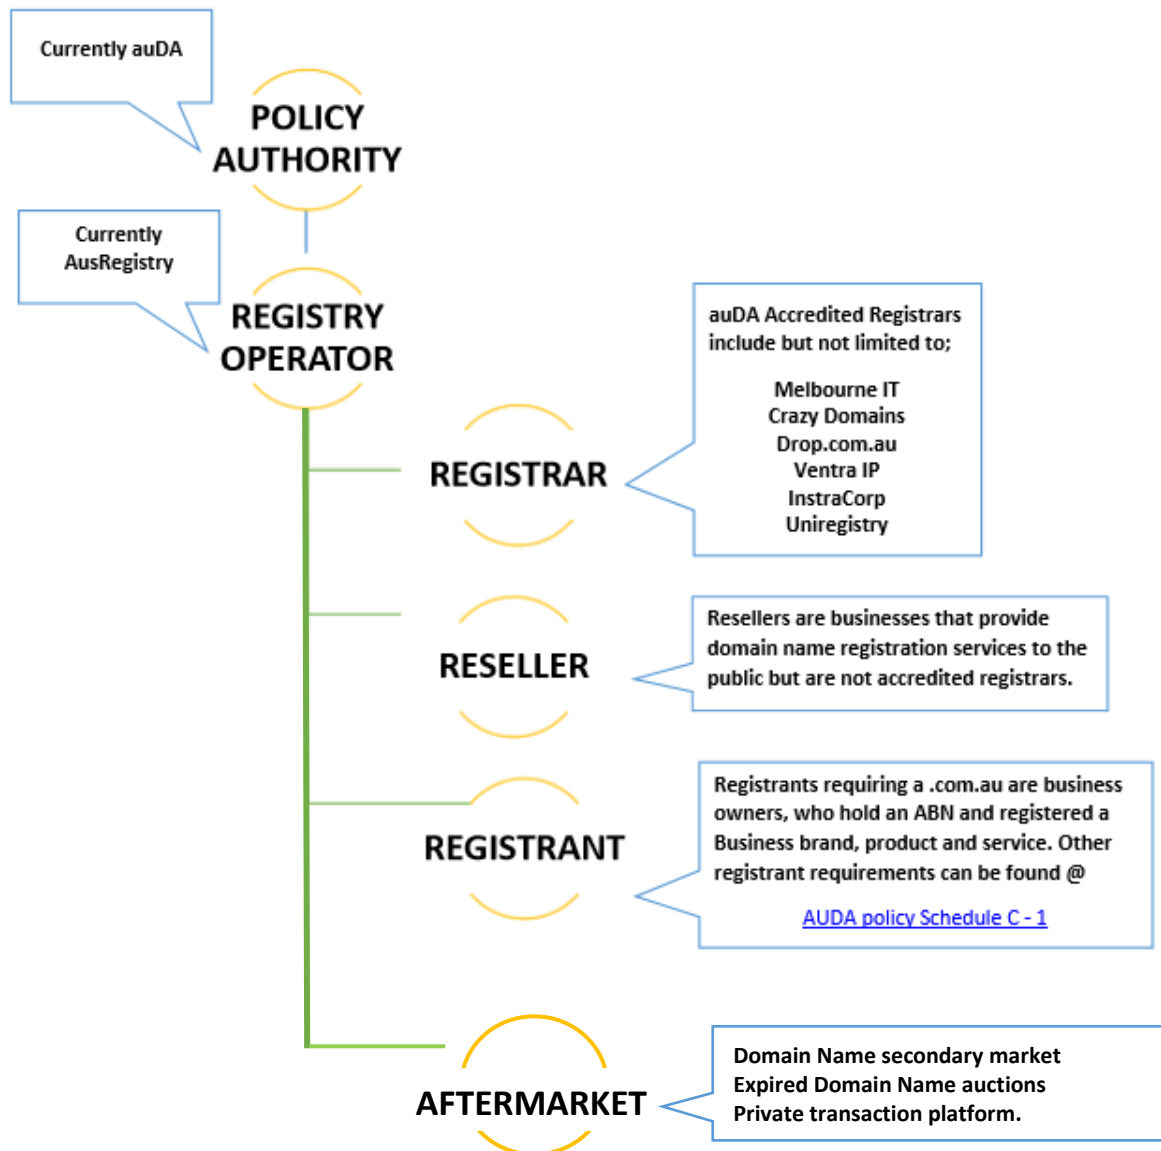 Currently auDA
POLICY
AUTHORITY
Currently
AusRegistry
REGISTRY
OPERATOR
auDA Accredited Registrars
include but not limited to;
Melbourne IT
Crazy Domains
Drop.com.au
Ventra IP
InstraCorp
Uniregistry
REGISTRAR
Resellers are businesses that provide
domain name registration services to the
public but are not accredited registrars.
RESELLER
Registrants requiring a .com.au are business
owners, who hold an ABN and registered a
Business brand, product and service. Other
registrant requirements can be found @
AUDA policy Schedule C - 1
REGISTRANT
Domain Name secondary market
Expired Domain Name auctions
Private transaction platform.
AFTERMARKET